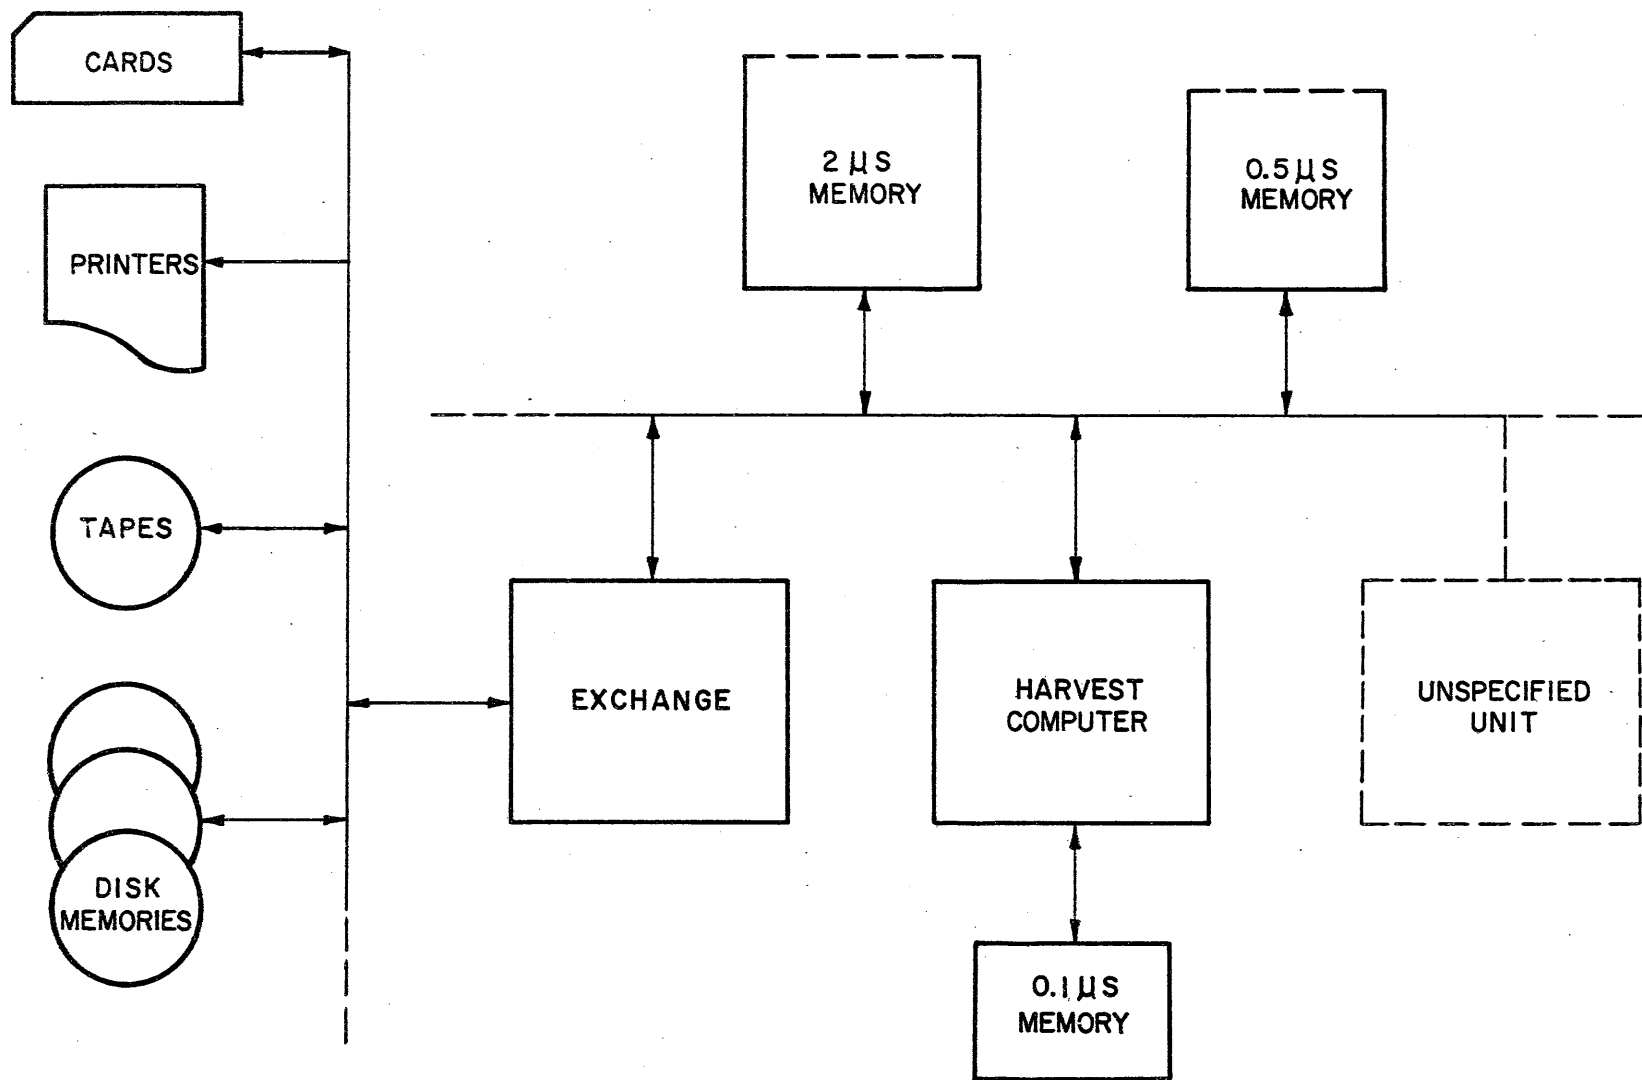 CARDS
2 μS
MEMORY
0.5 μS
MEMORY
PRINTERS
TAPES
EXCHANGE
HARVEST
COMPUTER
UNSPECIFIED
UNIT
DISK
MEMORIES
0.1 μS
MEMORY